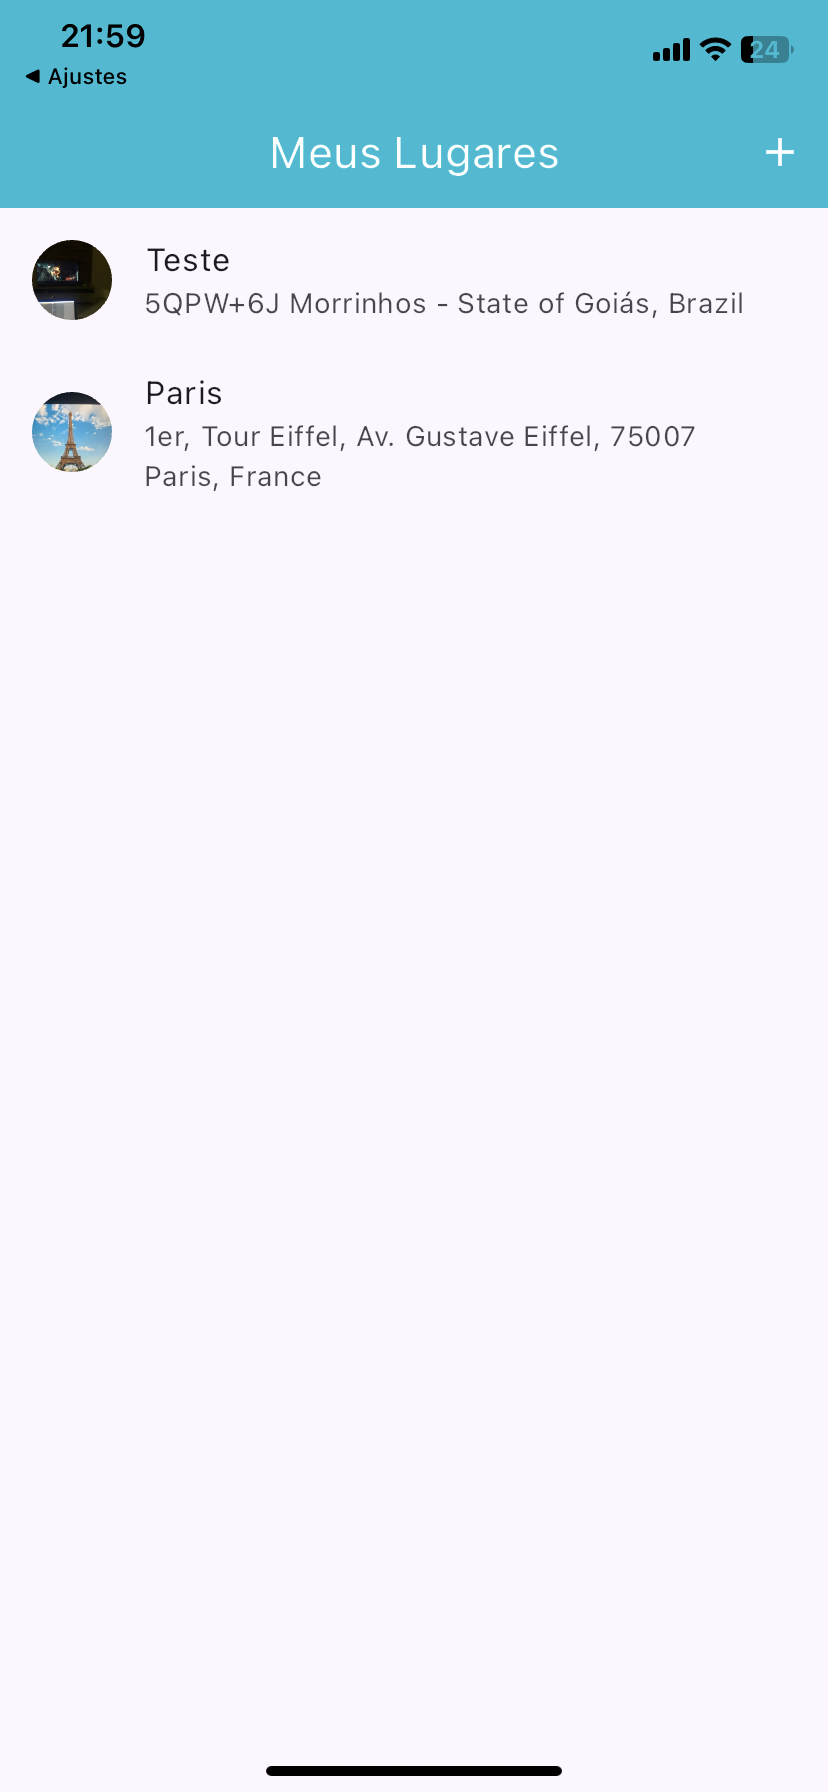 21:59
24
◀ Ajustes
Meus Lugares
+
Teste
5QPW+6J Morrinhos - State of Goiás, Brazil
Paris
1er, Tour Eiffel, Av. Gustave Eiffel, 75007
Paris, France